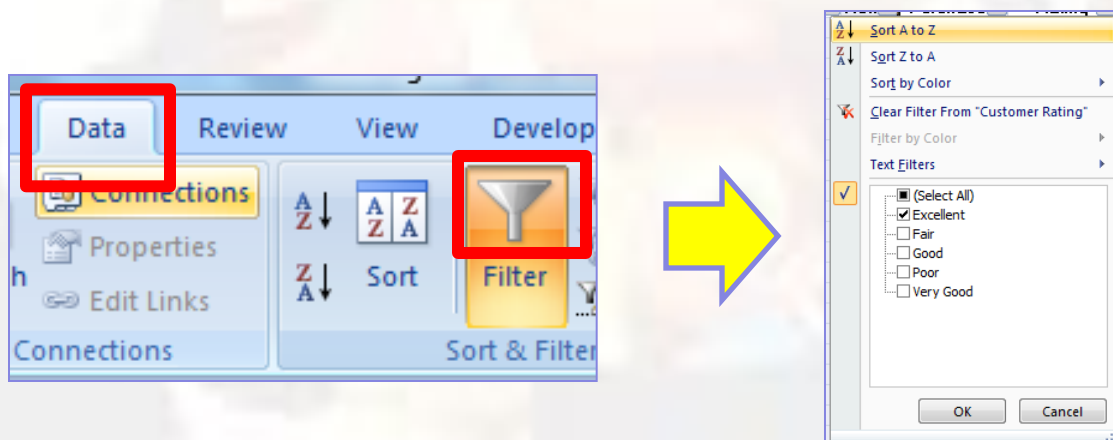 Data Review View Develop
Connections
Properties
Edit Links
Sort
Filter
Connections
Sort & Filter
Sort A to Z
Sort Z to A
Sort by Color
Clear Filter From "Customer Rating"
Filter by Color
Text Filters
(Select All)
Excellent
Fair
Good
Poor
Very Good
OK Cancel